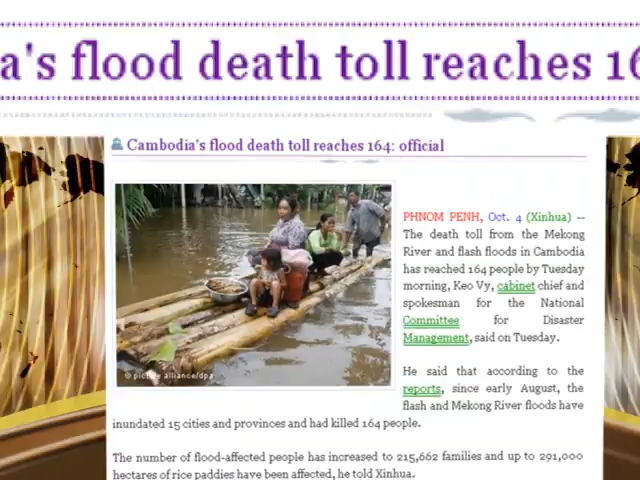 a's flood death toll reaches 16
Cambodia's flood death toll reaches 164: official
PHNOM PENH, Oct. 4 (Xinhua) --
The death toll from the Mekong
River and flash floods in Cambodia
has reached 164 people by Tuesday
morning, Keo Vy, cabinet chief and
spokesman for the National
Committee for Disaster
Management, said on Tuesday.
He said that according to the
reports, since early August, the
flash and Mekong River floods have
inundated 15 cities and provinces and had killed 164 people.
The number of flood-affected people has increased to 215,662 families and up to 291,000
hectares of rice paddies have been affected, he told Xinhua.
© picture alliance/dpa